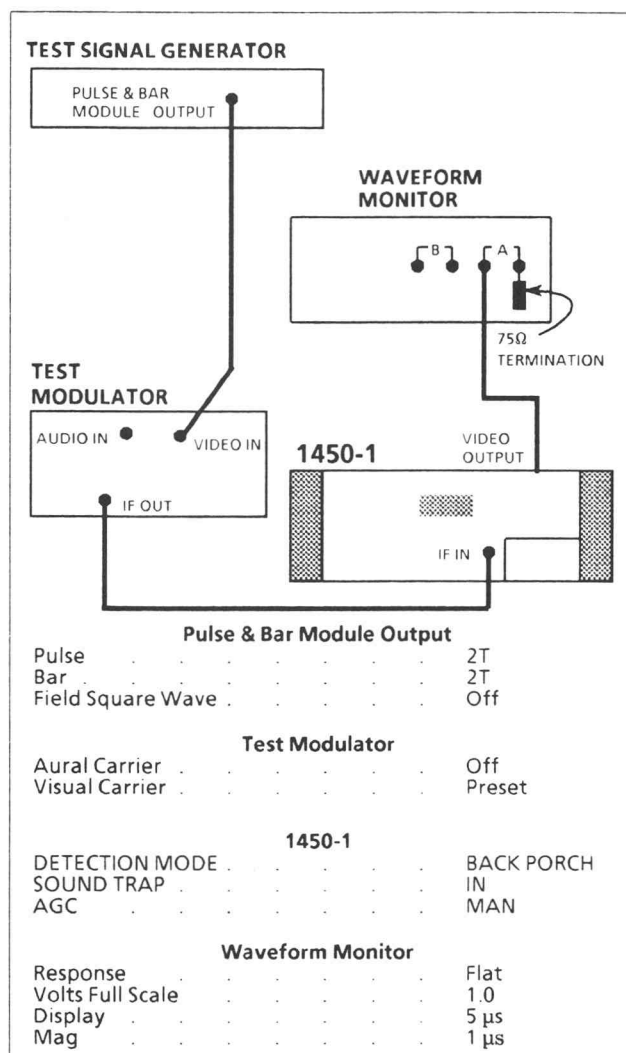 TEST SIGNAL GENERATOR
PULSE & BAR
MODULE OUTPUT
WAVEFORM
MONITOR
B
A
75Ω
TERMINATION
TEST
MODULATOR
AUDIO IN
VIDEO IN
IF OUT
1450-1
VIDEO
OUTPUT
IF IN
Pulse & Bar Module Output
Pulse . . . . . . . 2T
Bar . . . . . . . . 2T
Field Square Wave . . . . . Off
Test Modulator
Aural Carrier . . . . . . Off
Visual Carrier . . . . . . Preset
1450-1
DETECTION MODE . . . . . BACK PORCH
SOUND TRAP . . . . . . IN
AGC . . . . . . . MAN
Waveform Monitor
Response . . . . . . Flat
Volts Full Scale . . . . . 1.0
Display . . . . . . . 5 µs
Mag . . . . . . . 1 µs